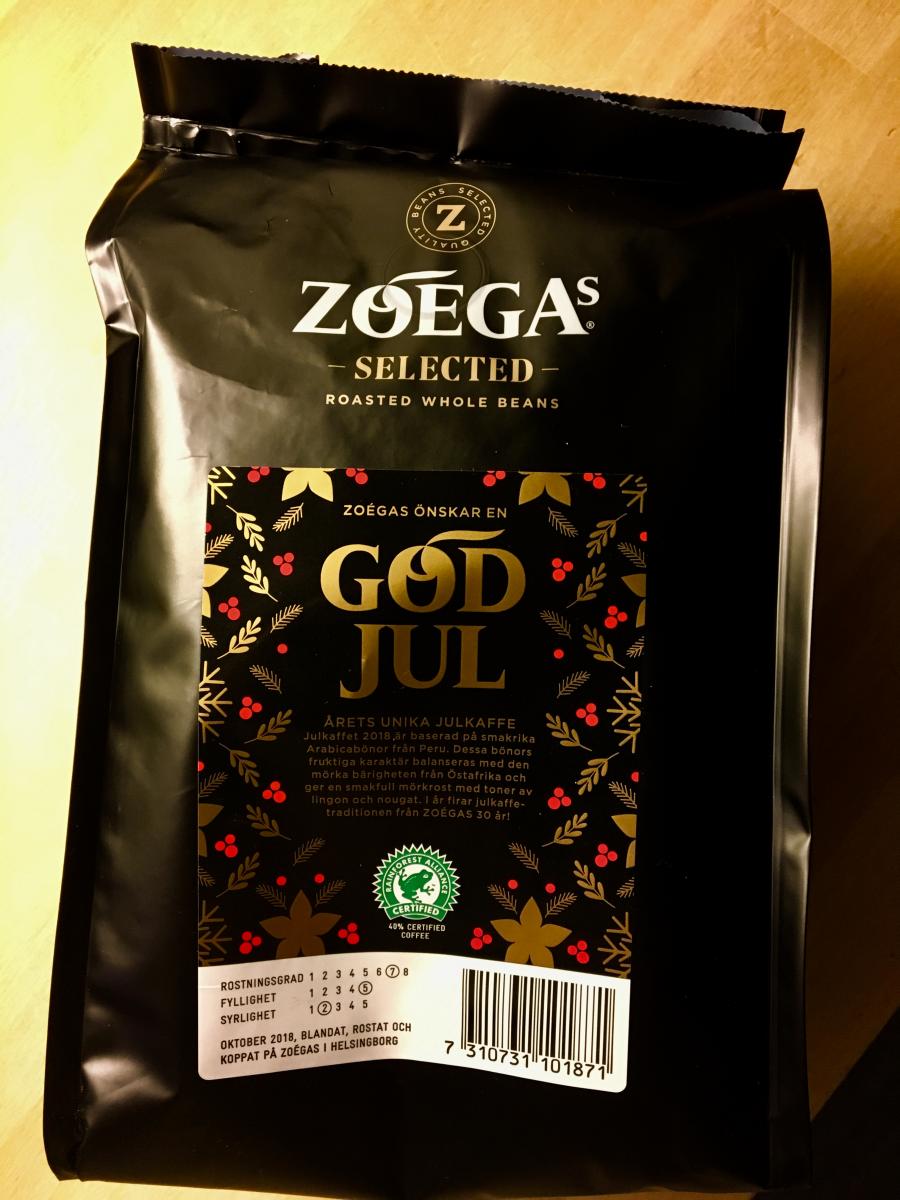 BEANS SELECTED QUALITY
Z
ZOÉGAS®
SELECTED
ROASTED WHOLE BEANS
ZOÉGAS ÖNSKAR EN
GOD
JUL
ÅRETS UNIKA JULKAFFE
Julkaffet 2018 är baserad på smakrika
Arabicabönor från Peru. Dessa bönors
fruktiga karaktär balanseras med den
mörka bärigheten från Östafrika och
ger en smakfull mörkrost med toner av
lingon och nougat. I år firar julkaffe-
traditionen från ZOÉGAS 30 år!
RAINFOREST ALLIANCE
CERTIFIED
40% CERTIFIED
COFFEE
ROSTNINGSGRAD 1 2 3 4 5 6 7 8
FYLLIGHET 1 2 3 4 5
SYRLIGHET 1 2 3 4 5
OKTOBER 2018, BLANDAT, ROSTAT OCH
KOPPAT PÅ ZOÉGAS I HELSINGBORG
7 310731 101871